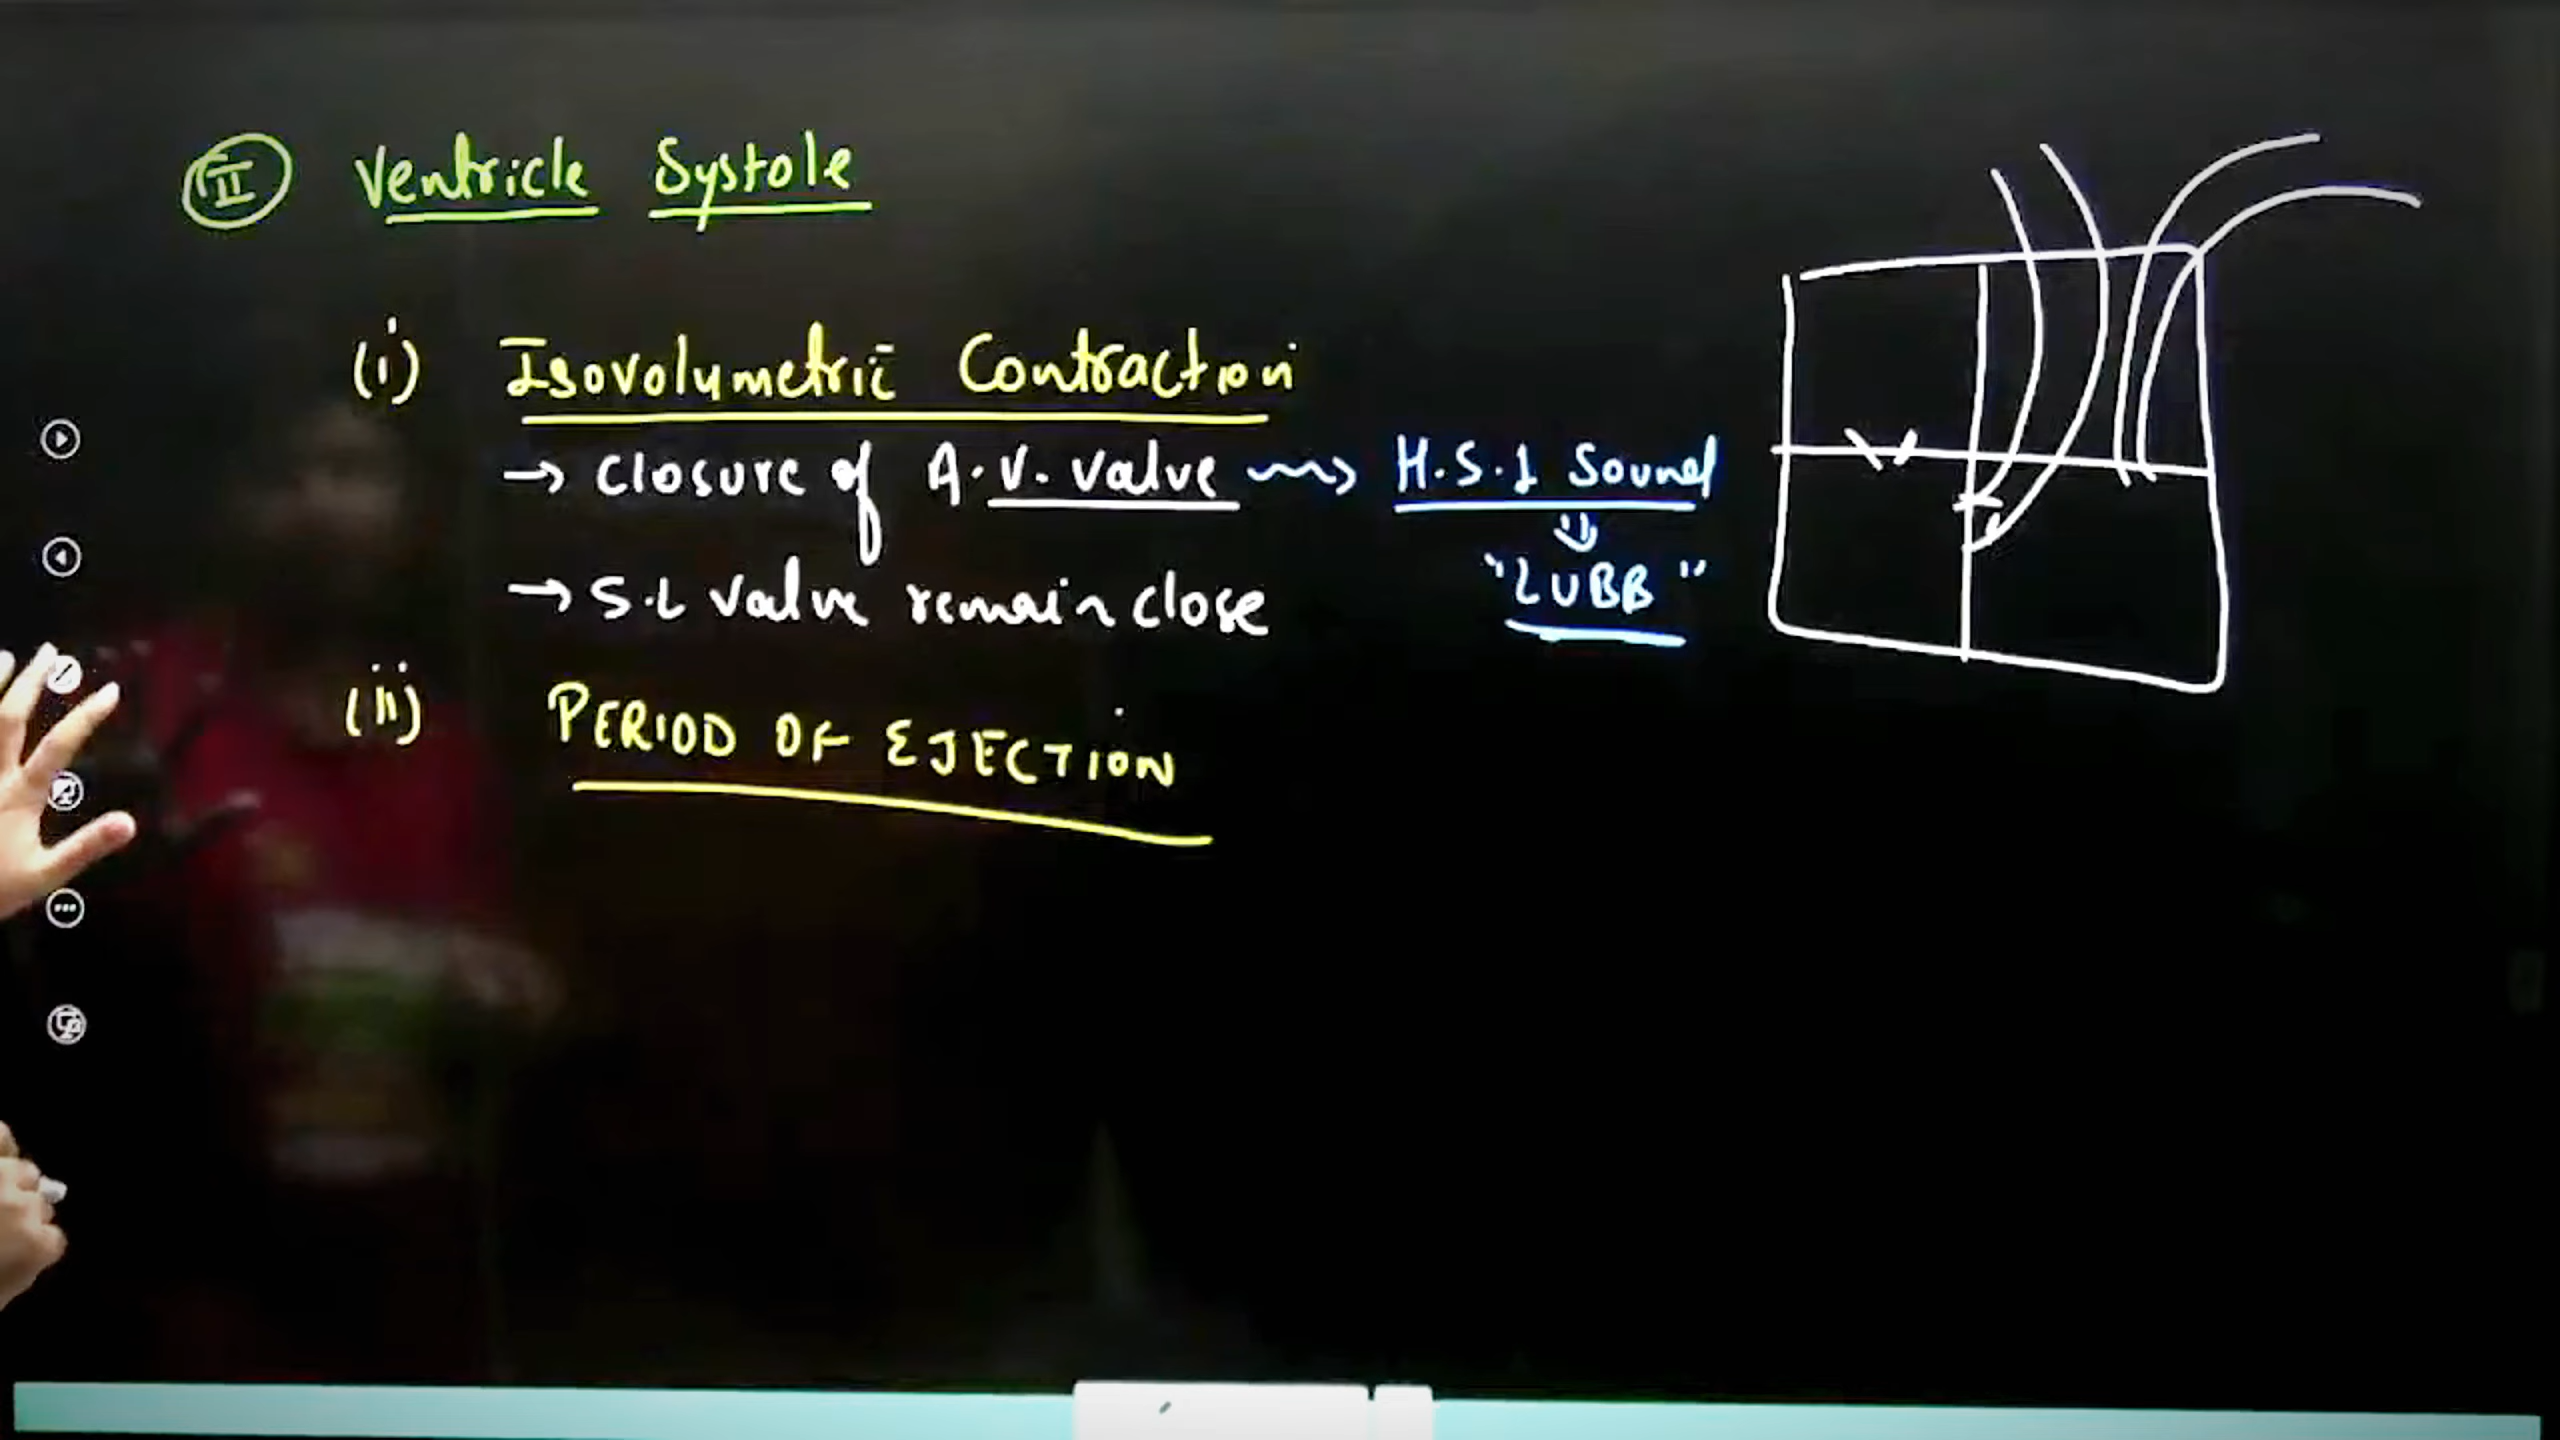 II Ventricle Systole
(i) Isovolumetric Contraction
→ closure of A.V. valve ⟿ H.S.1 Sound
⇓
"LUBB"
→ S.L valve remain close
(ii) PERIOD OF EJECTION